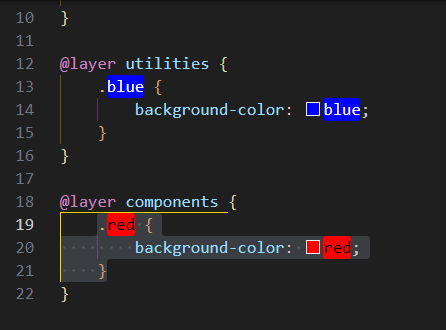 10 }
11
12 @layer utilities {
13 .blue {
14 background-color: blue;
15 }
16 }
17
18 @layer components {
19 .red {
20 background-color: red;
21 }
22 }